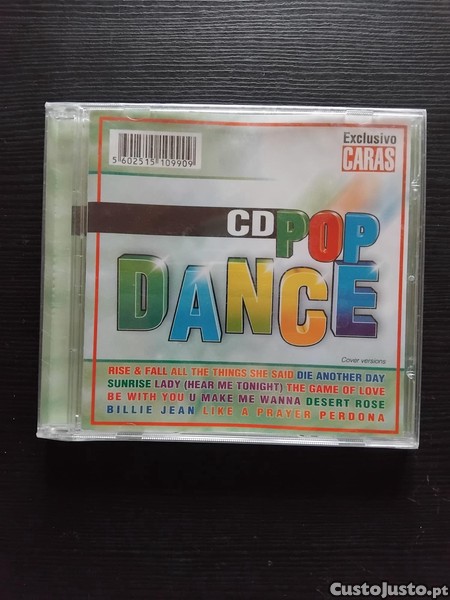 Exclusivo
CARAS
5 602515 109909
CD POP
DANCE
Cover versions
RISE & FALL ALL THE THINGS SHE SAID DIE ANOTHER DAY
SUNRISE LADY (HEAR ME TONIGHT) THE GAME OF LOVE
BE WITH YOU U MAKE ME WANNA DESERT ROSE
BILLIE JEAN LIKE A PRAYER PERDONA
CustoJusto.pt